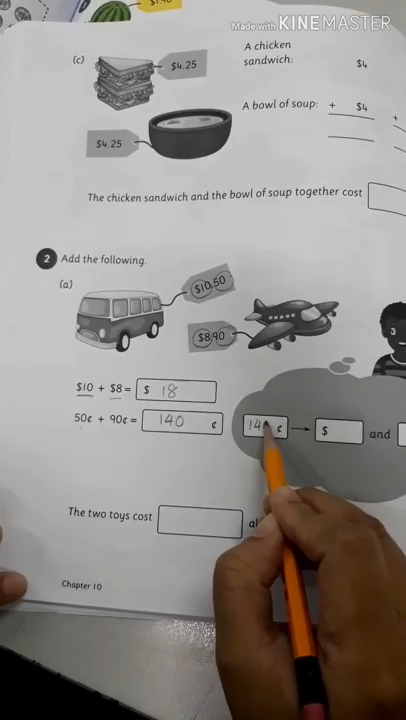 $1.40
Made with KINEMASTER
(c)
$4.25
A chicken
sandwich:
$4
A bowl of soup: + $4
+
$4.25
The chicken sandwich and the bowl of soup together cost
2 Add the following.
(a)
$10.50
$8.90
$10 + $8 = $ 18
50¢ + 90¢ = 140 ¢
14 ¢ → $ and
The two toys cost
Chapter 10